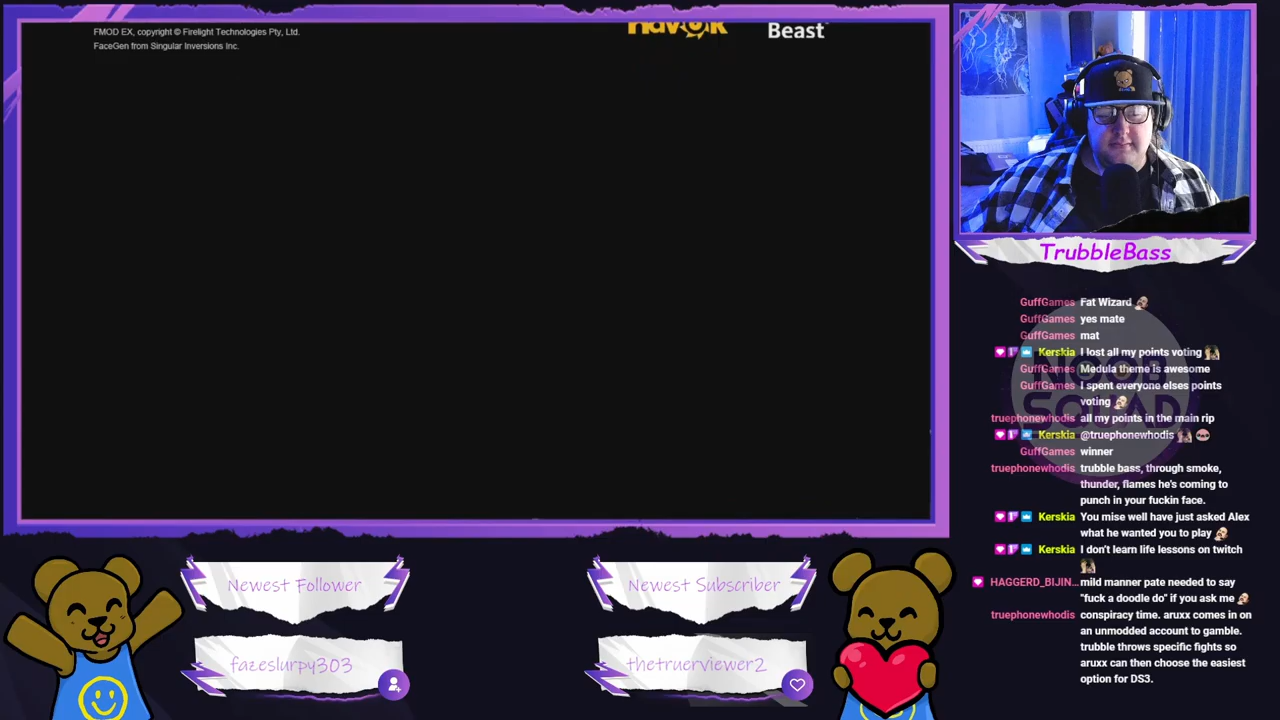 FMOD EX, copyright © Firelight Technologies Pty, Ltd.
FaceGen from Singular Inversions Inc.
Havok
Beast
TrubbleBass
GuffGames Fat Wizard
GuffGames yes mate
GuffGames mat
Kerskia I lost all my points voting
GuffGames Medula theme is awesome
GuffGames I spent everyone elses points
voting
truephonewhodis all my points in the main rip
Kerskia @truephonewhodis
GuffGames winner
truephonewhodis trubble bass, through smoke,
thunder, flames he's coming to
punch in your fuckin face.
Kerskia You mise well have just asked Alex
what he wanted you to play
Kerskia I don't learn life lessons on twitch
HAGGERD_BIJIN... mild manner pate needed to say
"fuck a doodle do" if you ask me
truephonewhodis conspiracy time. aruxx comes in on
an unmodded account to gamble.
trubble throws specific fights so
aruxx can then choose the easiest
option for DS3.
NOOB
SQUAD
Newest Follower
fazeslurpy303
Newest Subscriber
thetruerviewer2